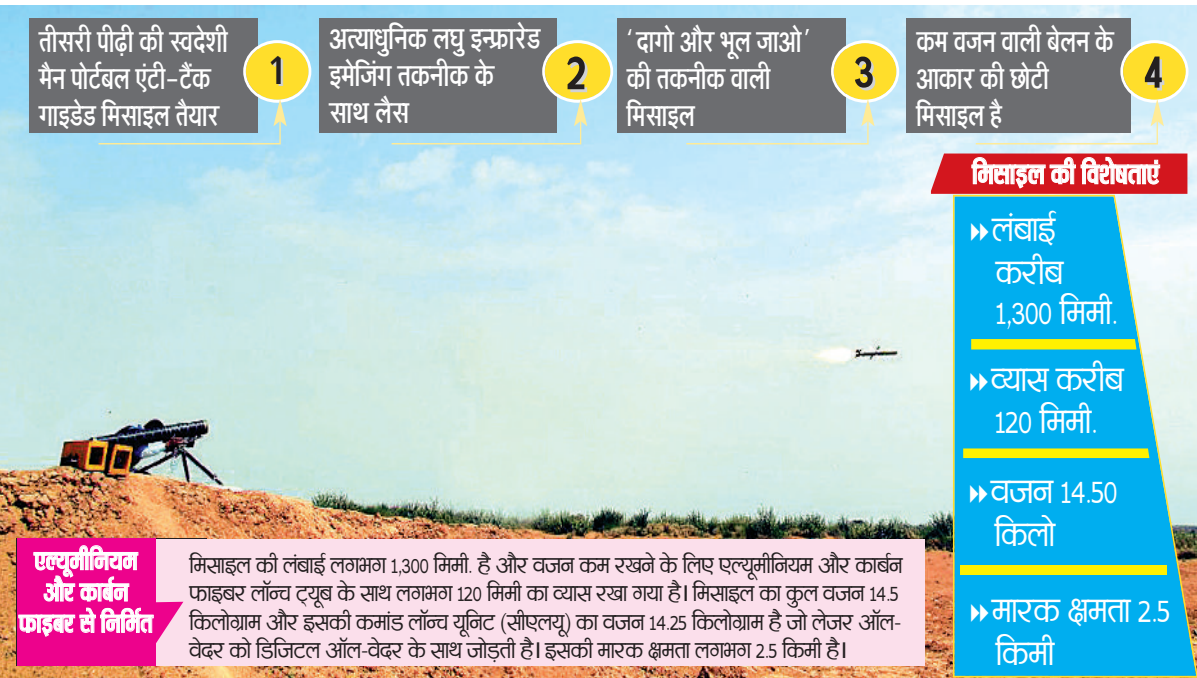 तीसरी पीढ़ी की स्वदेशी
मैन पोर्टबल एंटी-टैंक
गाइडेड मिसाइल तैयार
1
अत्याधुनिक लघु इन्फ्रारेड
इमेजिंग तकनीक के
साथ लैस
2
'दागो और भूल जाओ'
की तकनीक वाली
मिसाइल
3
कम वजन वाली बेलन के
आकार की छोटी
मिसाइल है
4
मिसाइल की विशेषताएं
लंबाई
करीब
1,300 मिमी.
व्यास करीब
120 मिमी.
वजन 14.50
किलो
मारक क्षमता 2.5
किमी
एल्यूमीनियम
और कार्बन
फाइबर से निर्मित
मिसाइल की लंबाई लगभग 1,300 मिमी. है और वजन कम रखने के लिए एल्यूमीनियम और कार्बन
फाइबर लॉन्च ट्यूब के साथ लगभग 120 मिमी का व्यास रखा गया है। मिसाइल का कुल वजन 14.5
किलोग्राम और इसकी कमांड लॉन्च यूनिट (सीएलयू) का वजन 14.25 किलोग्राम है जो लेजर ऑल-
वेदर को डिजिटल ऑल-वेदर के साथ जोड़ती है। इसकी मारक क्षमता लगभग 2.5 किमी है।